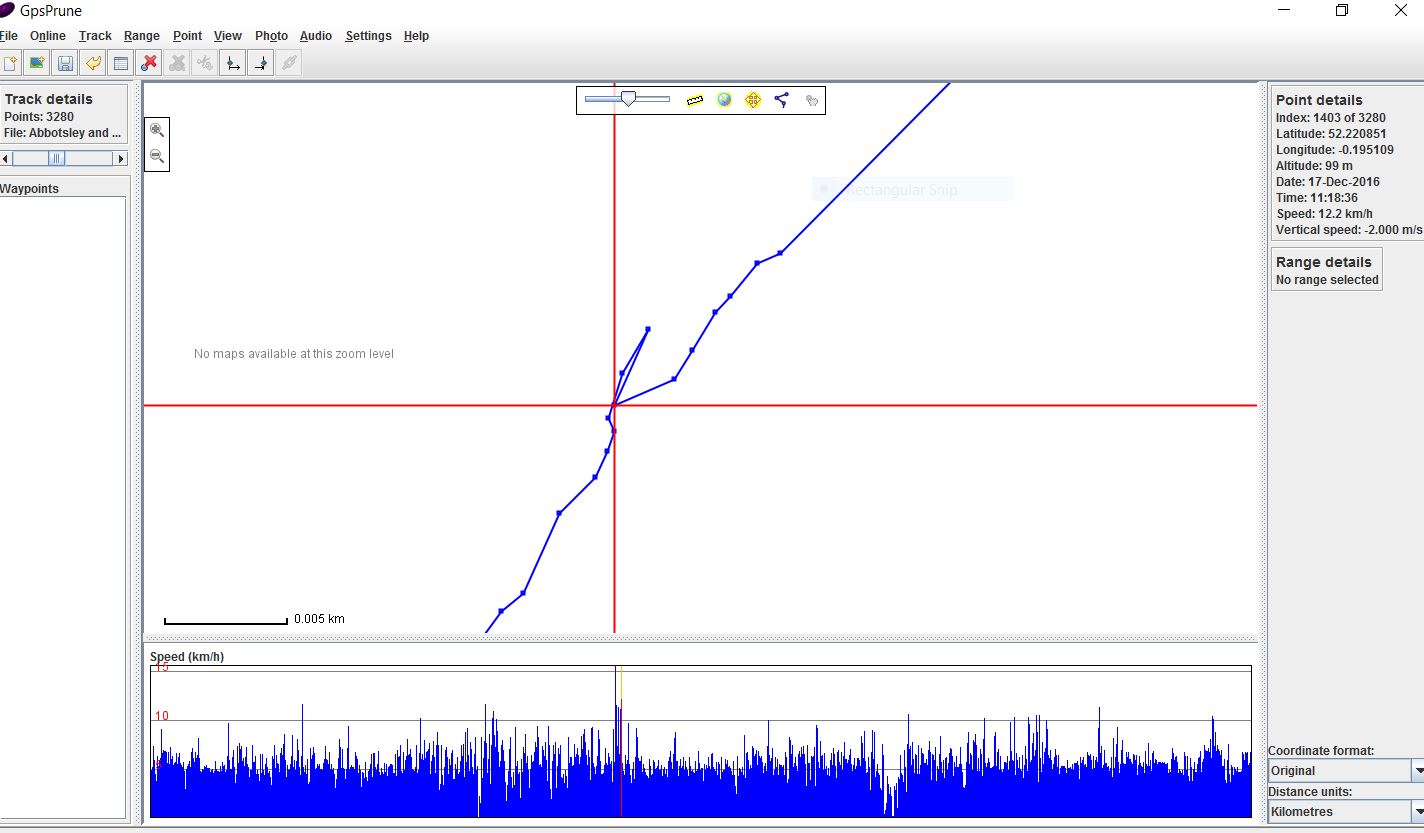 GpsPrune
File Online Track Range Point View Photo Audio Settings Help
Track details
Points: 3280
File: Abbotsley and ...
Waypoints
No maps available at this zoom level
Rectangular Snip
0.005 km
Speed (km/h)
15
10
Point details
Index: 1403 of 3280
Latitude: 52.220851
Longitude: -0.195109
Altitude: 99 m
Date: 17-Dec-2016
Time: 11:18:36
Speed: 12.2 km/h
Vertical speed: -2.000 m/s
Range details
No range selected
Coordinate format:
Original
Distance units:
Kilometres